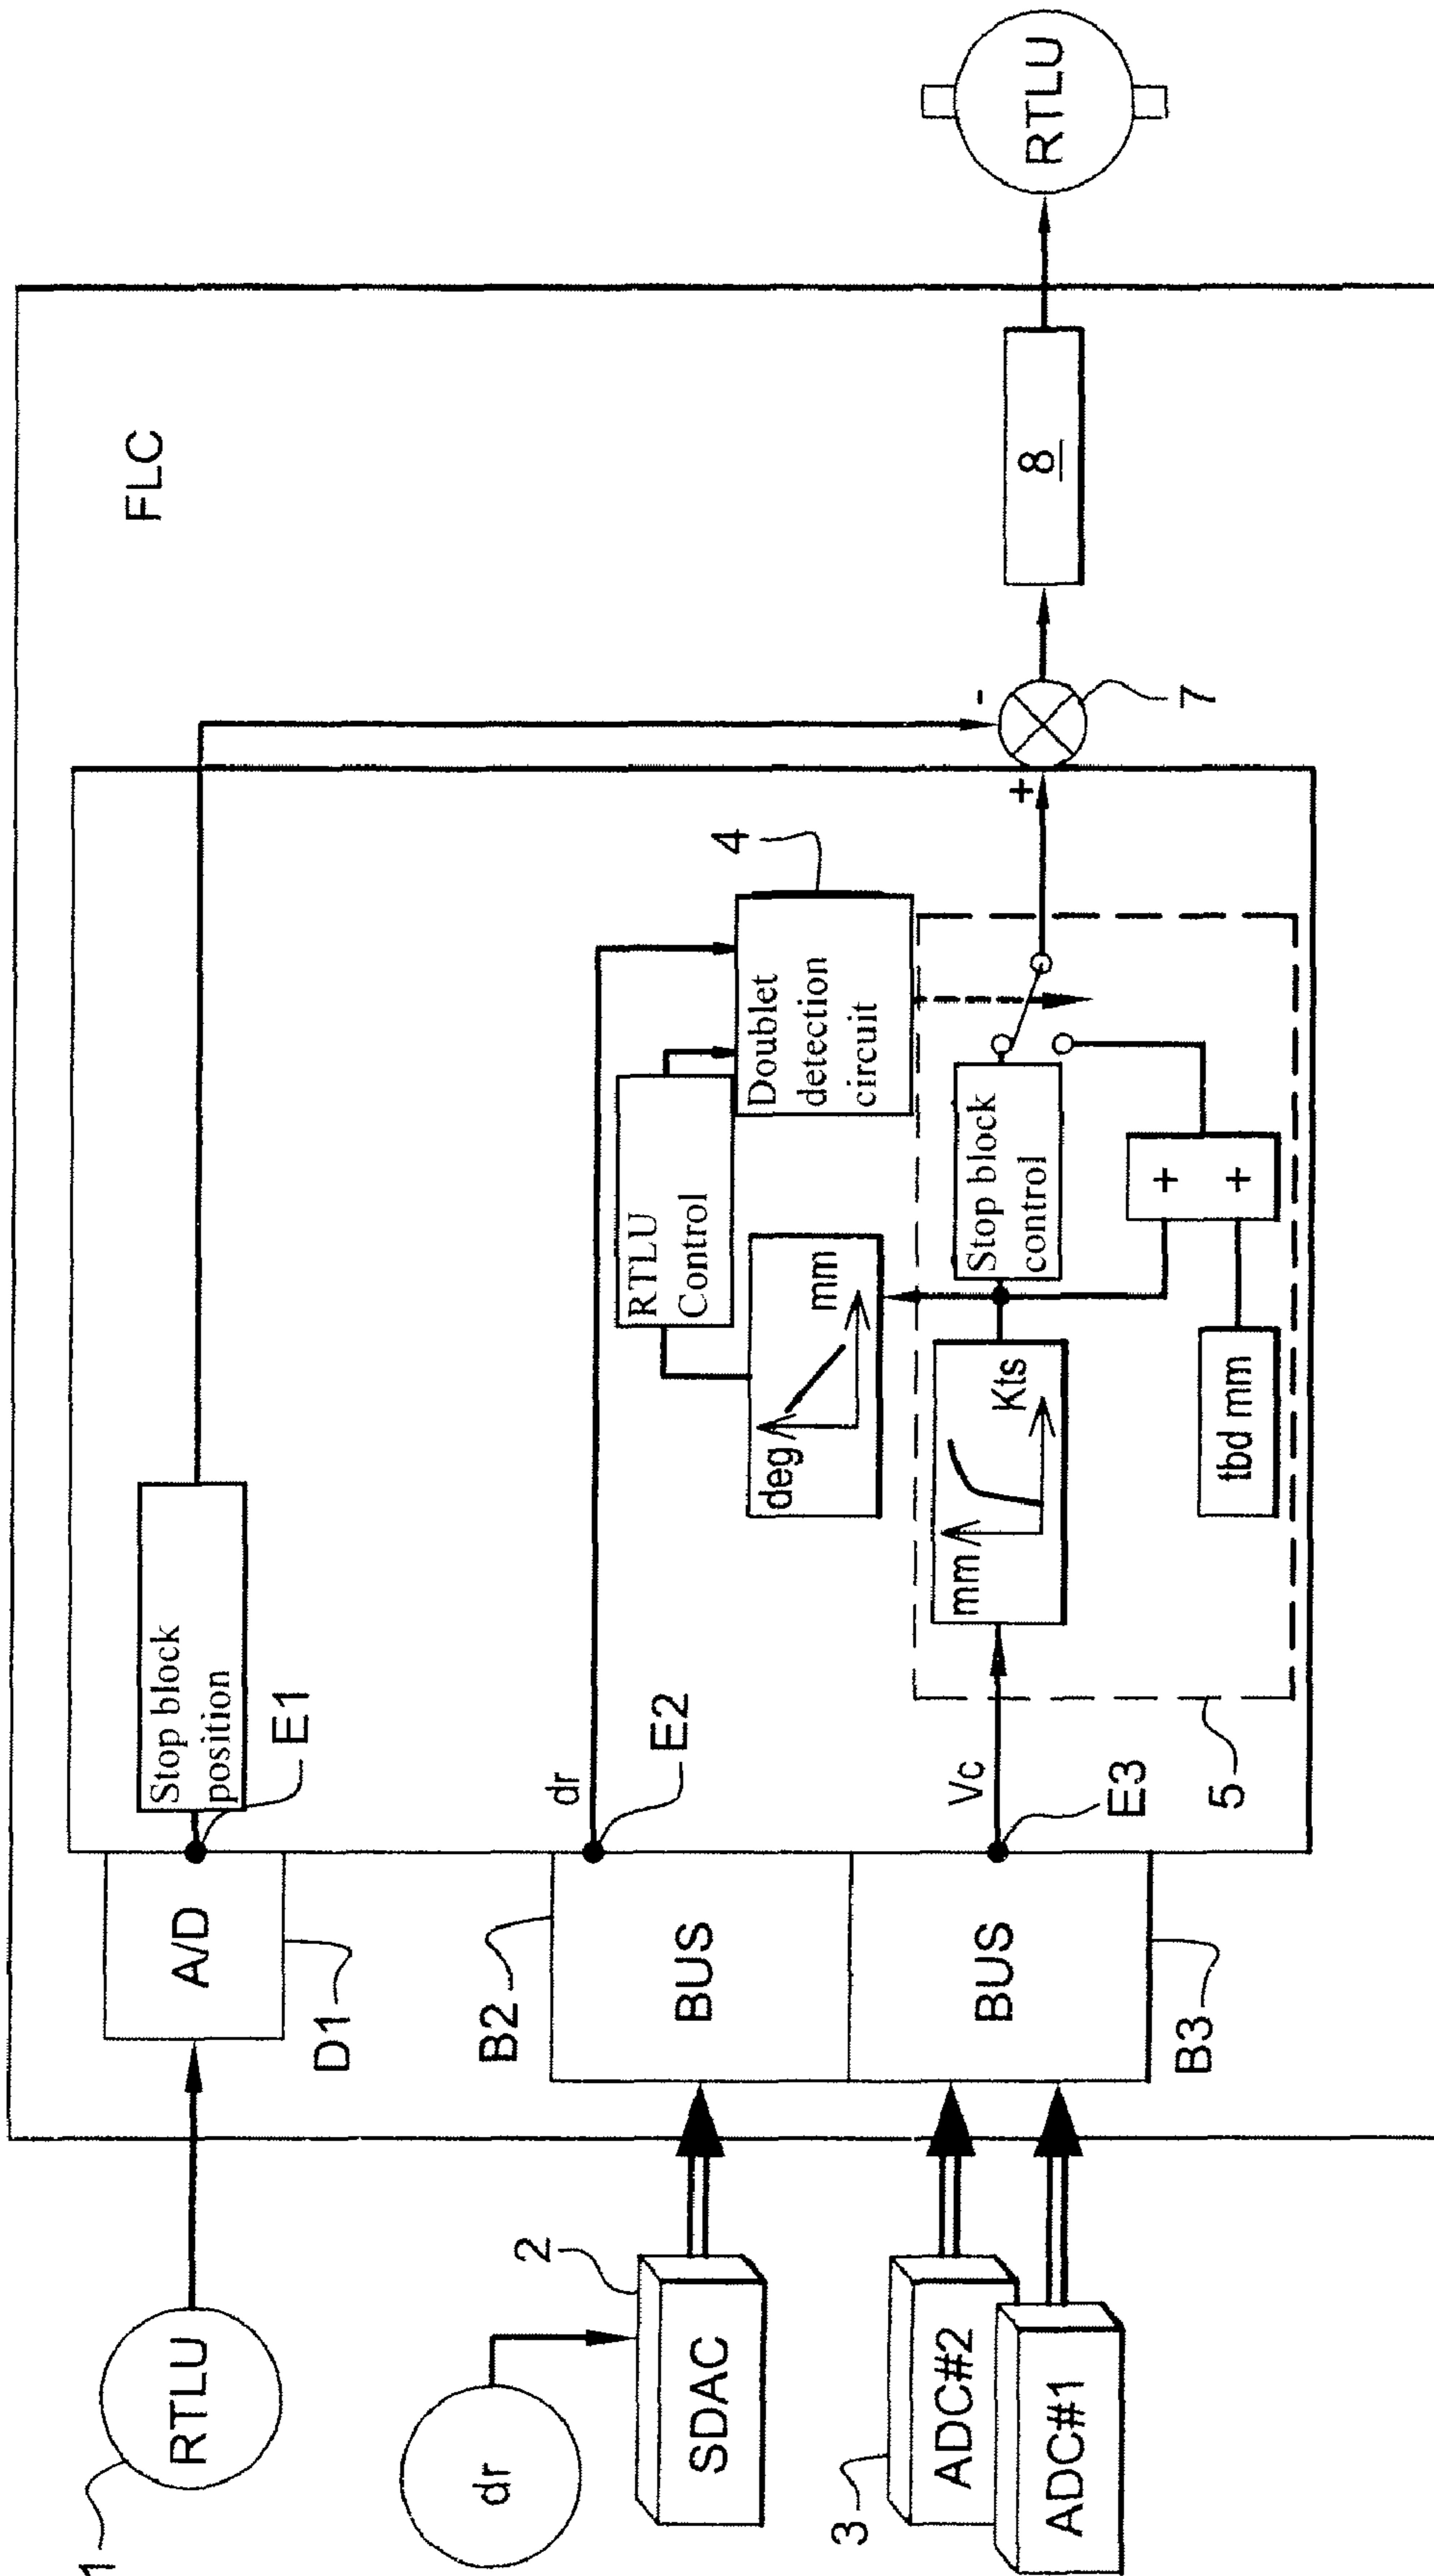 FLC
1
RTLU
A/D
D1
Stop block
position
E1
dr
2
SDAC
BUS
B2
dr
E2
RTLU
Control
deg
mm
Doublet
detection
circuit
4
3
ADC#2
ADC#1
BUS
B3
Vc
E3
5
mm
Kts
Stop block
control
tbd mm
+
+
+
-
7
8
RTLU